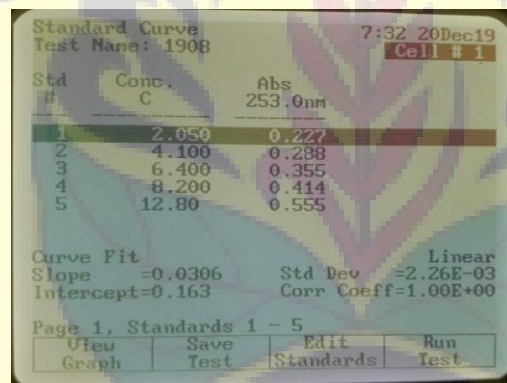 Standard Curve 7:32 20Dec19
Test Name: 1908 Cell # 1
Std Conc. Abs
# C 253.0nm
1 2.050 0.227
2 4.100 0.288
3 6.400 0.355
4 8.200 0.414
5 12.80 0.555
Curve Fit Linear
Slope =0.0306 Std Dev =2.26E-03
Intercept=0.163 Corr Coeff=1.00E+00
Page 1, Standards 1 - 5
View Save Edit Run
Graph Test Standards Test